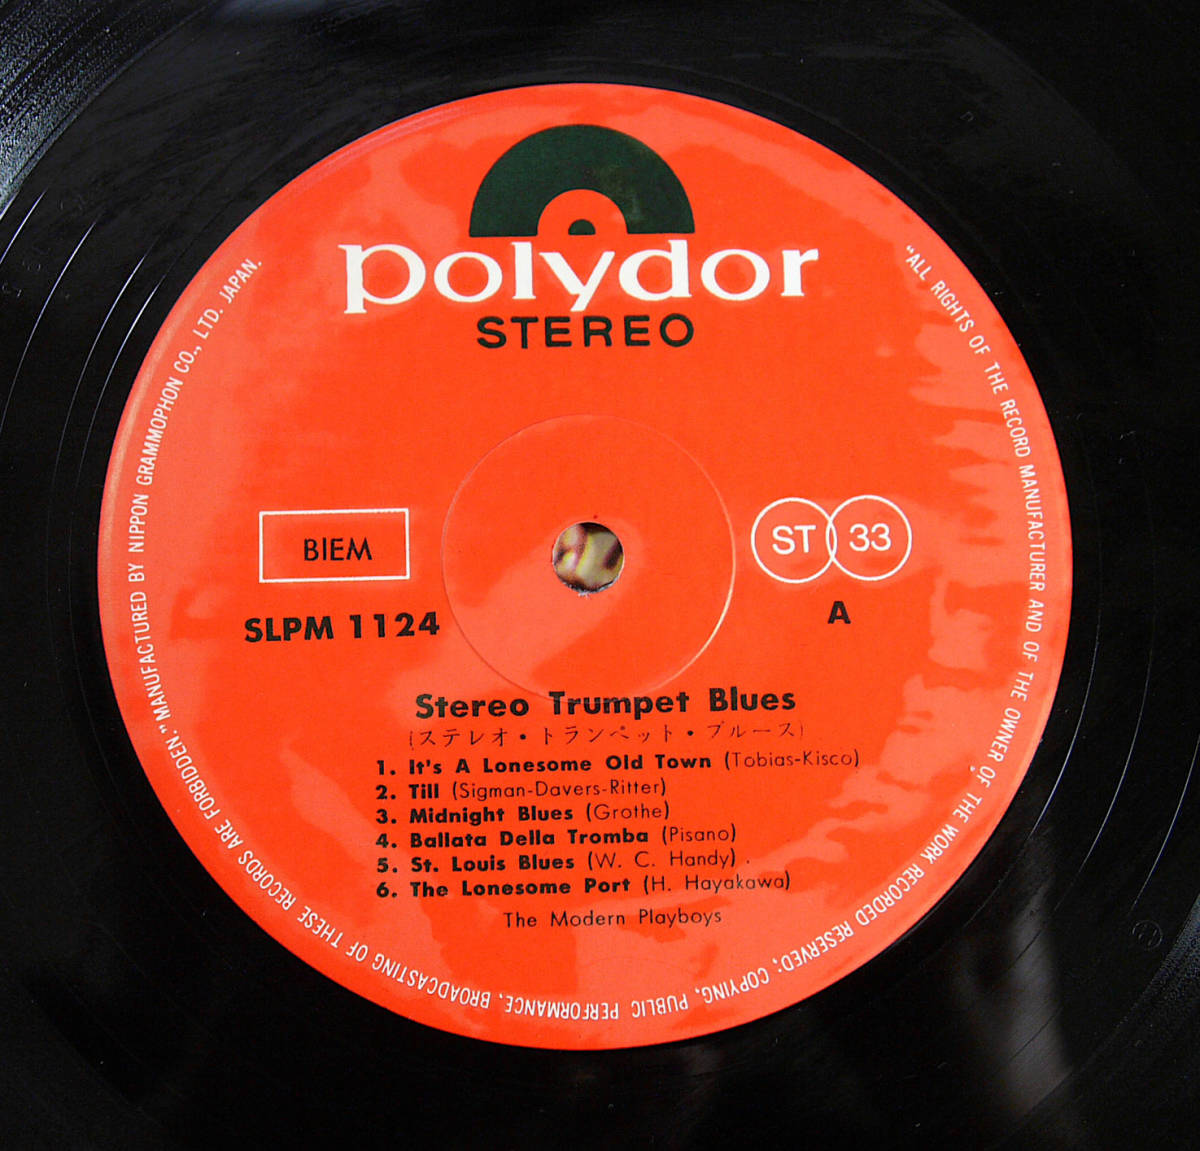 polydor
STEREO
BIEM
ST 33
SLPM 1124
A
Stereo Trumpet Blues
(ステレオ・トランペット・ブルース)
1. It's A Lonesome Old Town (Tobias-Kisco)
2. Till (Sigman-Davers-Ritter)
3. Midnight Blues (Grothe)
4. Ballata Della Tromba (Pisano)
5. St. Louis Blues (W. C. Handy)
6. The Lonesome Port (H. Hayakawa)
The Modern Playboys
"ALL RIGHTS OF THE RECORD MANUFACTURER AND OF THE OWNER OF THE WORK RECORDED RESERVED; COPYING, PUBLIC PERFORMANCE, BROADCASTING OF THESE RECORDS ARE FORBIDDEN." MANUFACTURED BY NIPPON GRAMMOPHON CO., LTD. JAPAN.